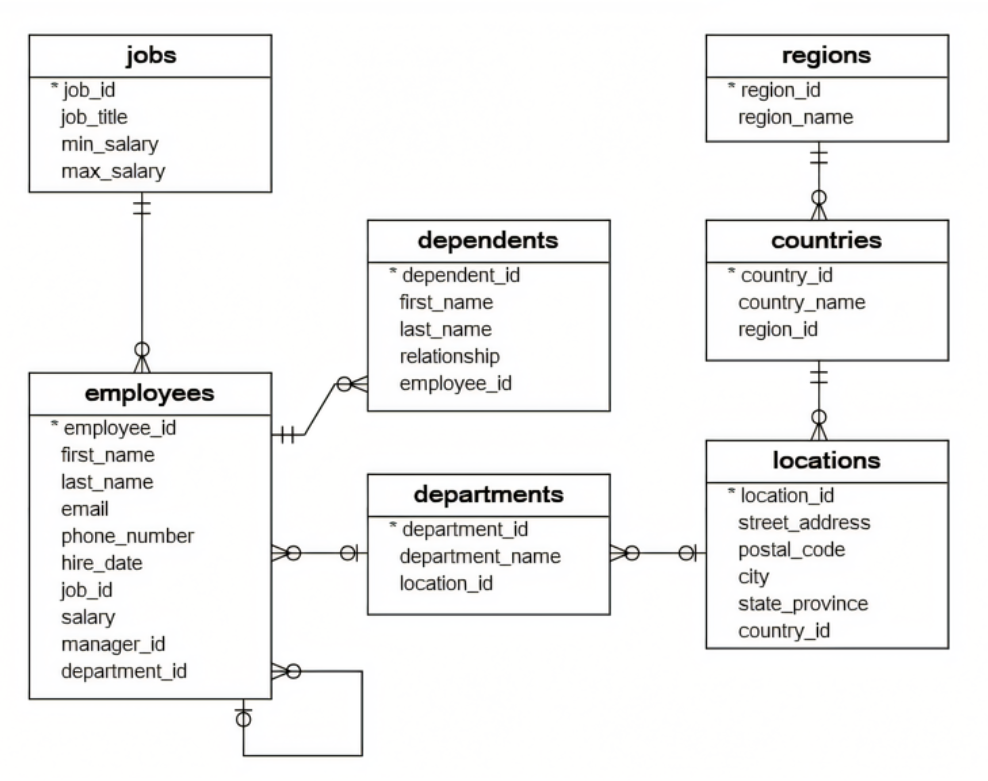 jobs
* job_id
job_title
min_salary
max_salary
regions
* region_id
region_name
dependents
* dependent_id
first_name
last_name
relationship
employee_id
countries
* country_id
country_name
region_id
employees
* employee_id
first_name
last_name
email
phone_number
hire_date
job_id
salary
manager_id
department_id
departments
* department_id
department_name
location_id
locations
* location_id
street_address
postal_code
city
state_province
country_id